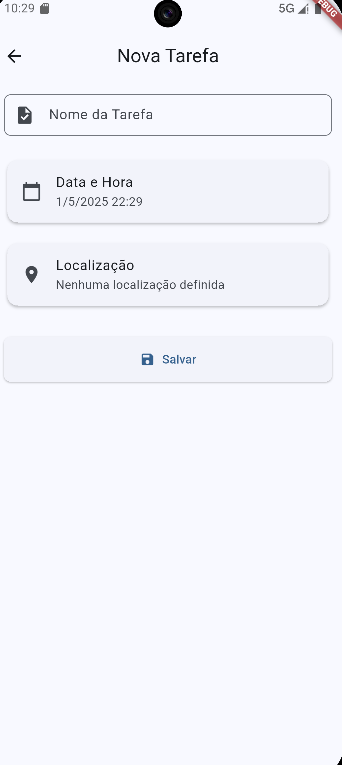 10:29
5G
Nova Tarefa
Nome da Tarefa
Data e Hora
1/5/2025 22:29
Localização
Nenhuma localização definida
Salvar